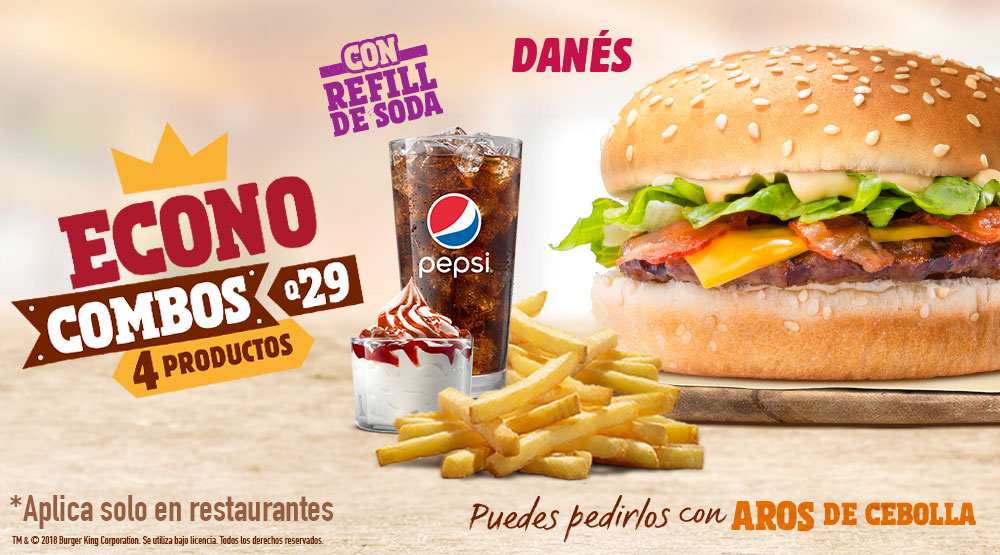 CON
REFILL
DE SODA
DANÉS
ECONO
COMBOS Q29
4 PRODUCTOS
pepsi
*Aplica solo en restaurantes
Puedes pedirlos con AROS DE CEBOLLA
TM & © 2018 Burger King Corporation. Se utiliza bajo licencia. Todos los derechos reservados.